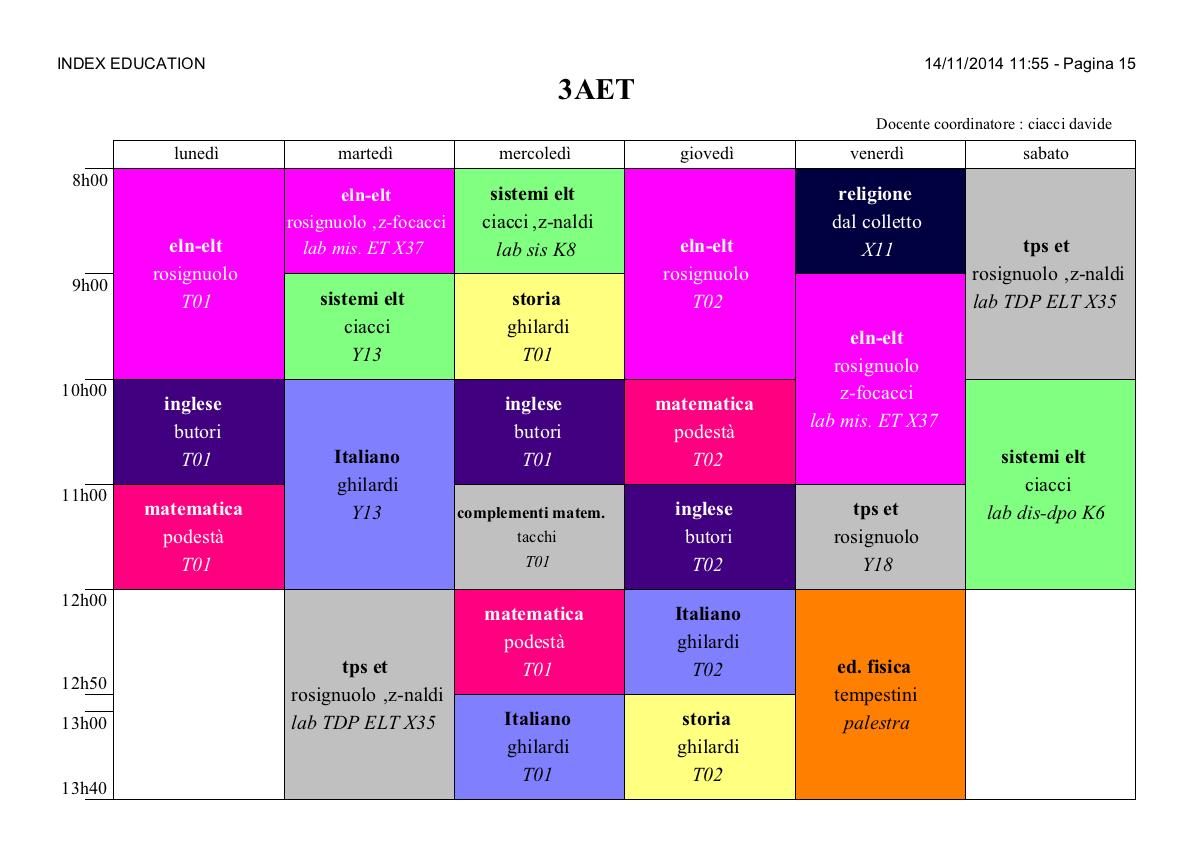 INDEX EDUCATION
14/11/2014 11:55 - Pagina 15
3AET
Docente coordinatore : ciacci davide
lunedì
martedì
mercoledì
giovedì
venerdì
sabato
8h00
9h00
10h00
11h00
12h00
12h50
13h00
13h40
eln-elt
rosignuolo
T01
inglese
butori
T01
matematica
podestà
T01
eln-elt
rosignuolo ,z-focacci
lab mis. ET X37
sistemi elt
ciacci
Y13
Italiano
ghilardi
Y13
tps et
rosignuolo ,z-naldi
lab TDP ELT X35
sistemi elt
ciacci ,z-naldi
lab sis K8
storia
ghilardi
T01
inglese
butori
T01
complementi matem.
tacchi
T01
matematica
podestà
T01
Italiano
ghilardi
T01
eln-elt
rosignuolo
T02
matematica
podestà
T02
inglese
butori
T02
Italiano
ghilardi
T02
storia
ghilardi
T02
religione
dal colletto
X11
eln-elt
rosignuolo
z-focacci
lab mis. ET X37
tps et
rosignuolo
Y18
ed. fisica
tempestini
palestra
tps et
rosignuolo ,z-naldi
lab TDP ELT X35
sistemi elt
ciacci
lab dis-dpo K6